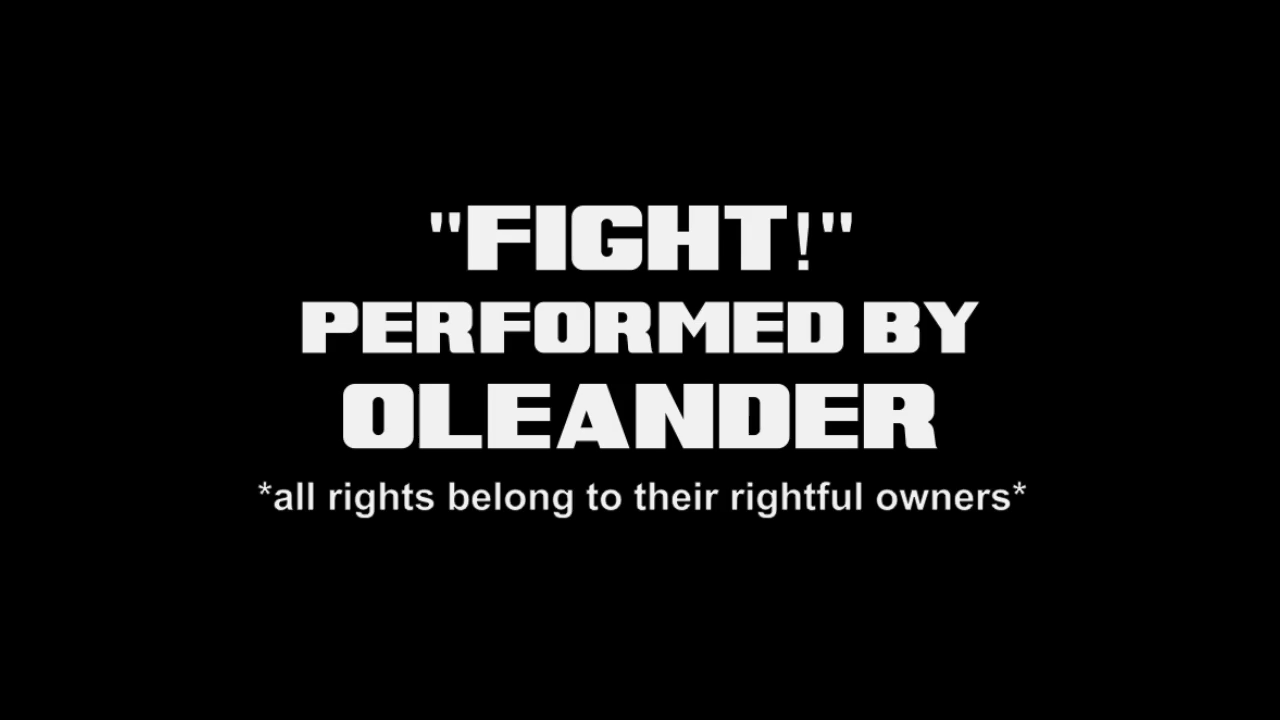 "FIGHT!"
PERFORMED BY
OLEANDER
*all rights belong to their rightful owners*